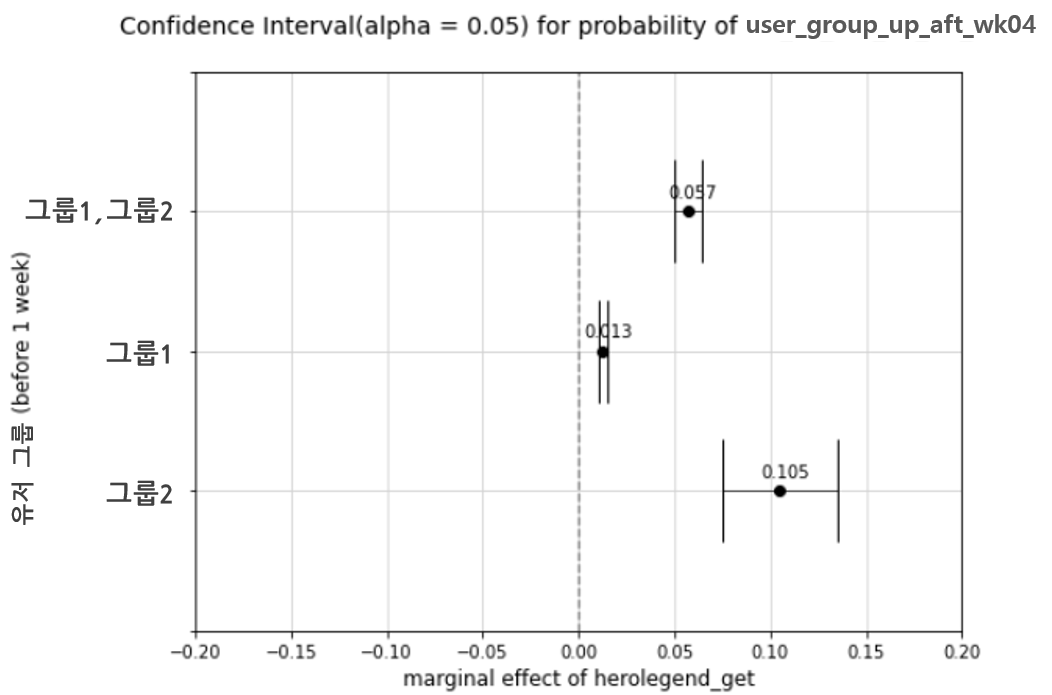 Confidence Interval(alpha = 0.05) for probability of user_group_up_aft_wk04
유저 그룹 (before 1 week)
그룹1,그룹2
0.057
그룹1
0.013
그룹2
0.105
−0.20 −0.15 −0.10 −0.05 0.00 0.05 0.10 0.15 0.20
marginal effect of herolegend_get